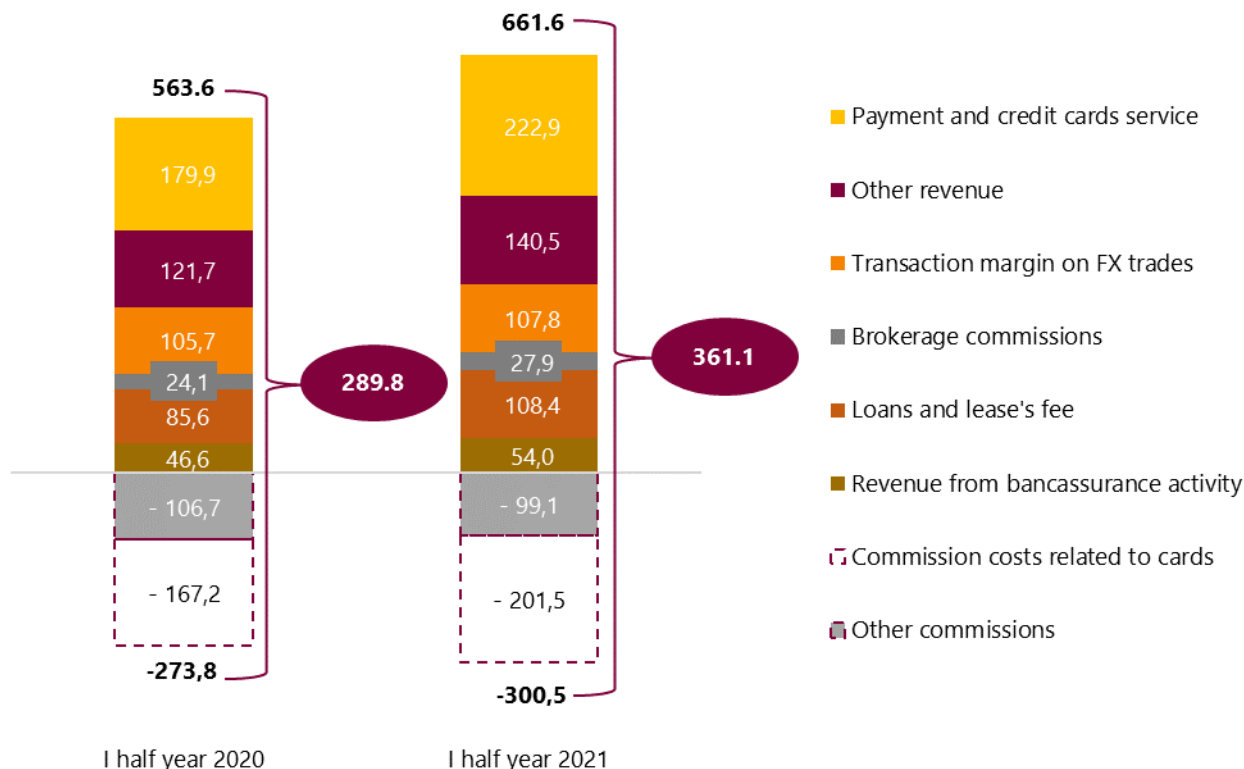 661.6
563.6
222,9
179,9
140,5
121,7
107,8
105,7
27,9
24,1
108,4
85,6
54,0
46,6
- 99,1
- 106,7
- 201,5
- 167,2
-273,8
-300,5
289.8
361.1
I half year 2020
I half year 2021
Payment and credit cards service
Other revenue
Transaction margin on FX trades
Brokerage commissions
Loans and lease's fee
Revenue from bancassurance activity
Commission costs related to cards
Other commissions